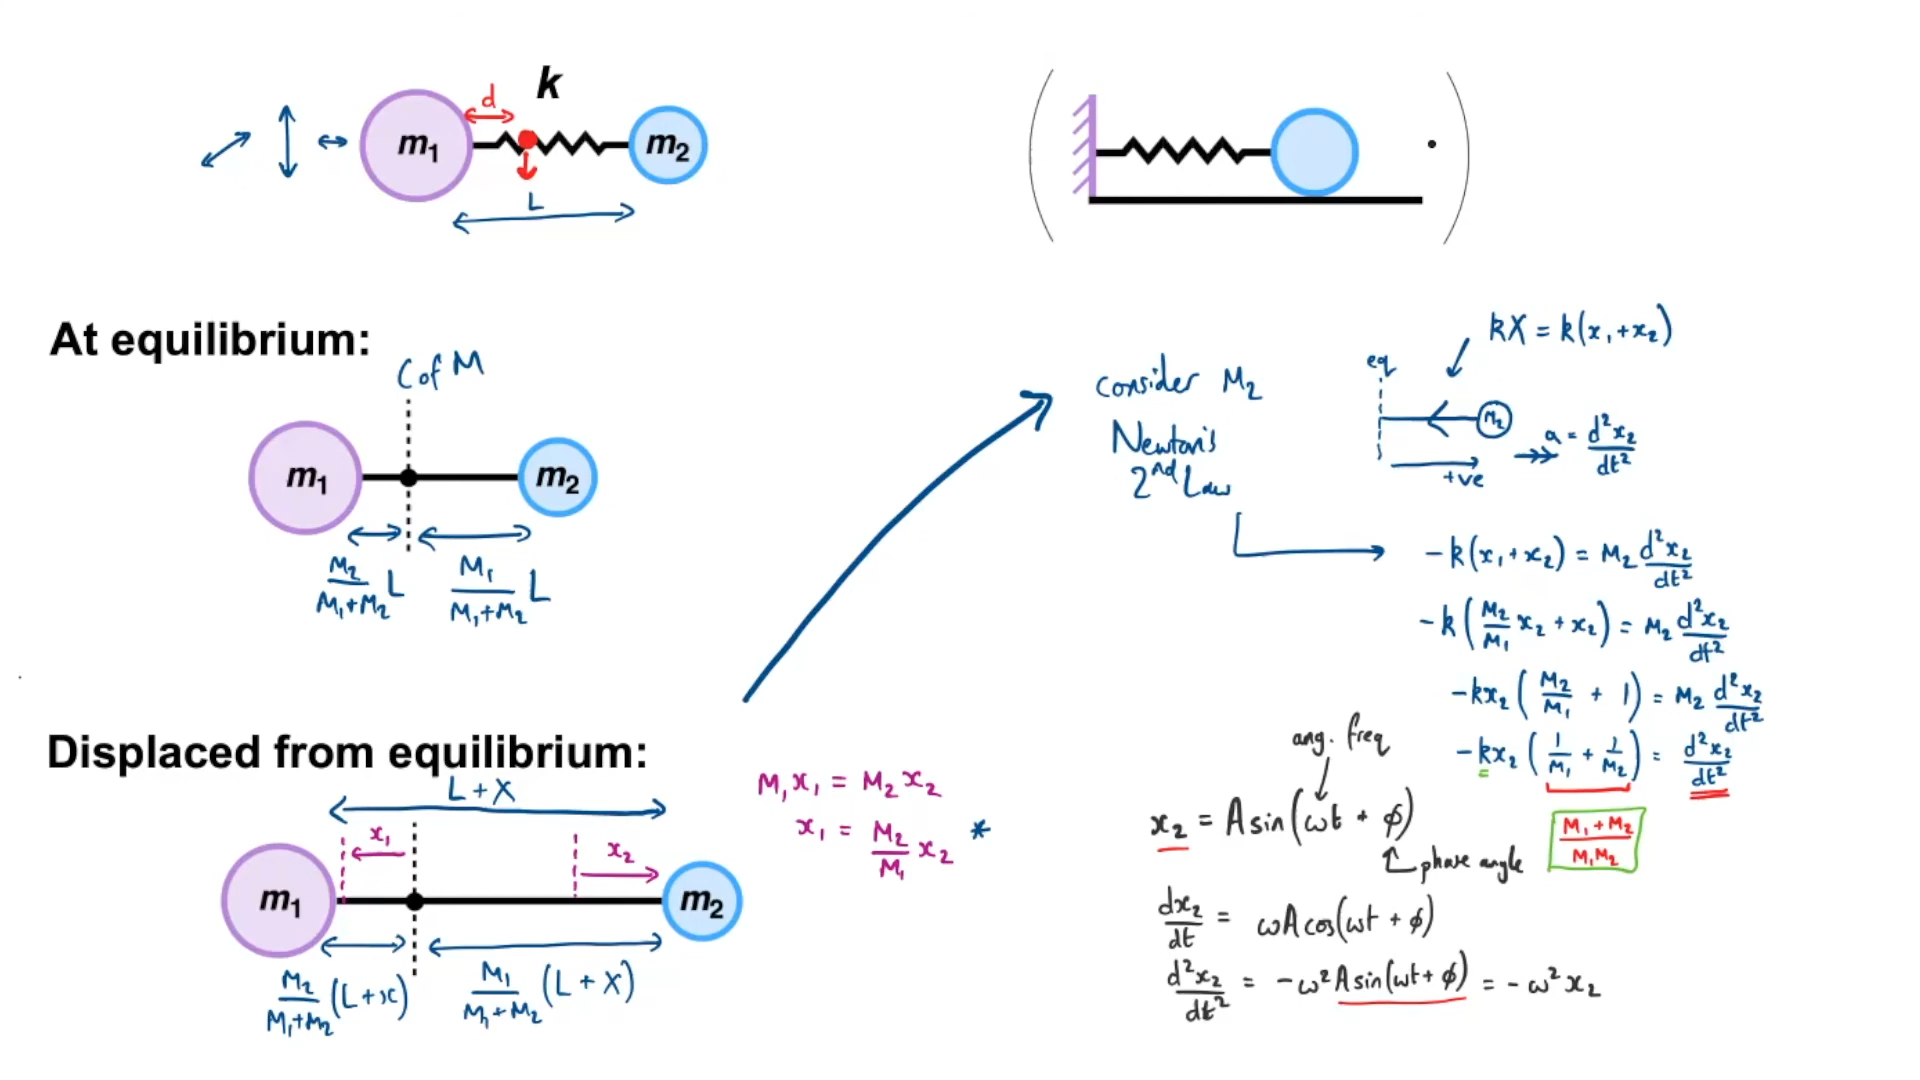 k
d
m₁
m₂
L
At equilibrium:
C of M
m₁
m₂
M₂/(M₁+M₂) L
M₁/(M₁+M₂) L
Displaced from equilibrium:
L + X
x₁
x₂
m₁
m₂
M₂/(M₁+M₂) (L+x)
M₁/(M₁+M₂) (L + X)
M₁x₁ = M₂x₂
x₁ = M₂/M₁ x₂ *
consider M₂
Newton's
2nd Law
kX = k(x₁+x₂)
eq
M₂
a = d²x₂/dt²
+ve
-k(x₁+x₂) = M₂ d²x₂/dt²
-k(M₂/M₁ x₂ + x₂) = M₂ d²x₂/dt²
-kx₂(M₂/M₁ + 1) = M₂ d²x₂/dt²
-kx₂(1/M₁ + 1/M₂) = d²x₂/dt²
(M₁+M₂)/(M₁M₂)
ang. freq
x₂ = A sin(ωt + φ)
phase angle
dx₂/dt = ωA cos(ωt + φ)
d²x₂/dt² = -ω²A sin(ωt + φ) = -ω²x₂